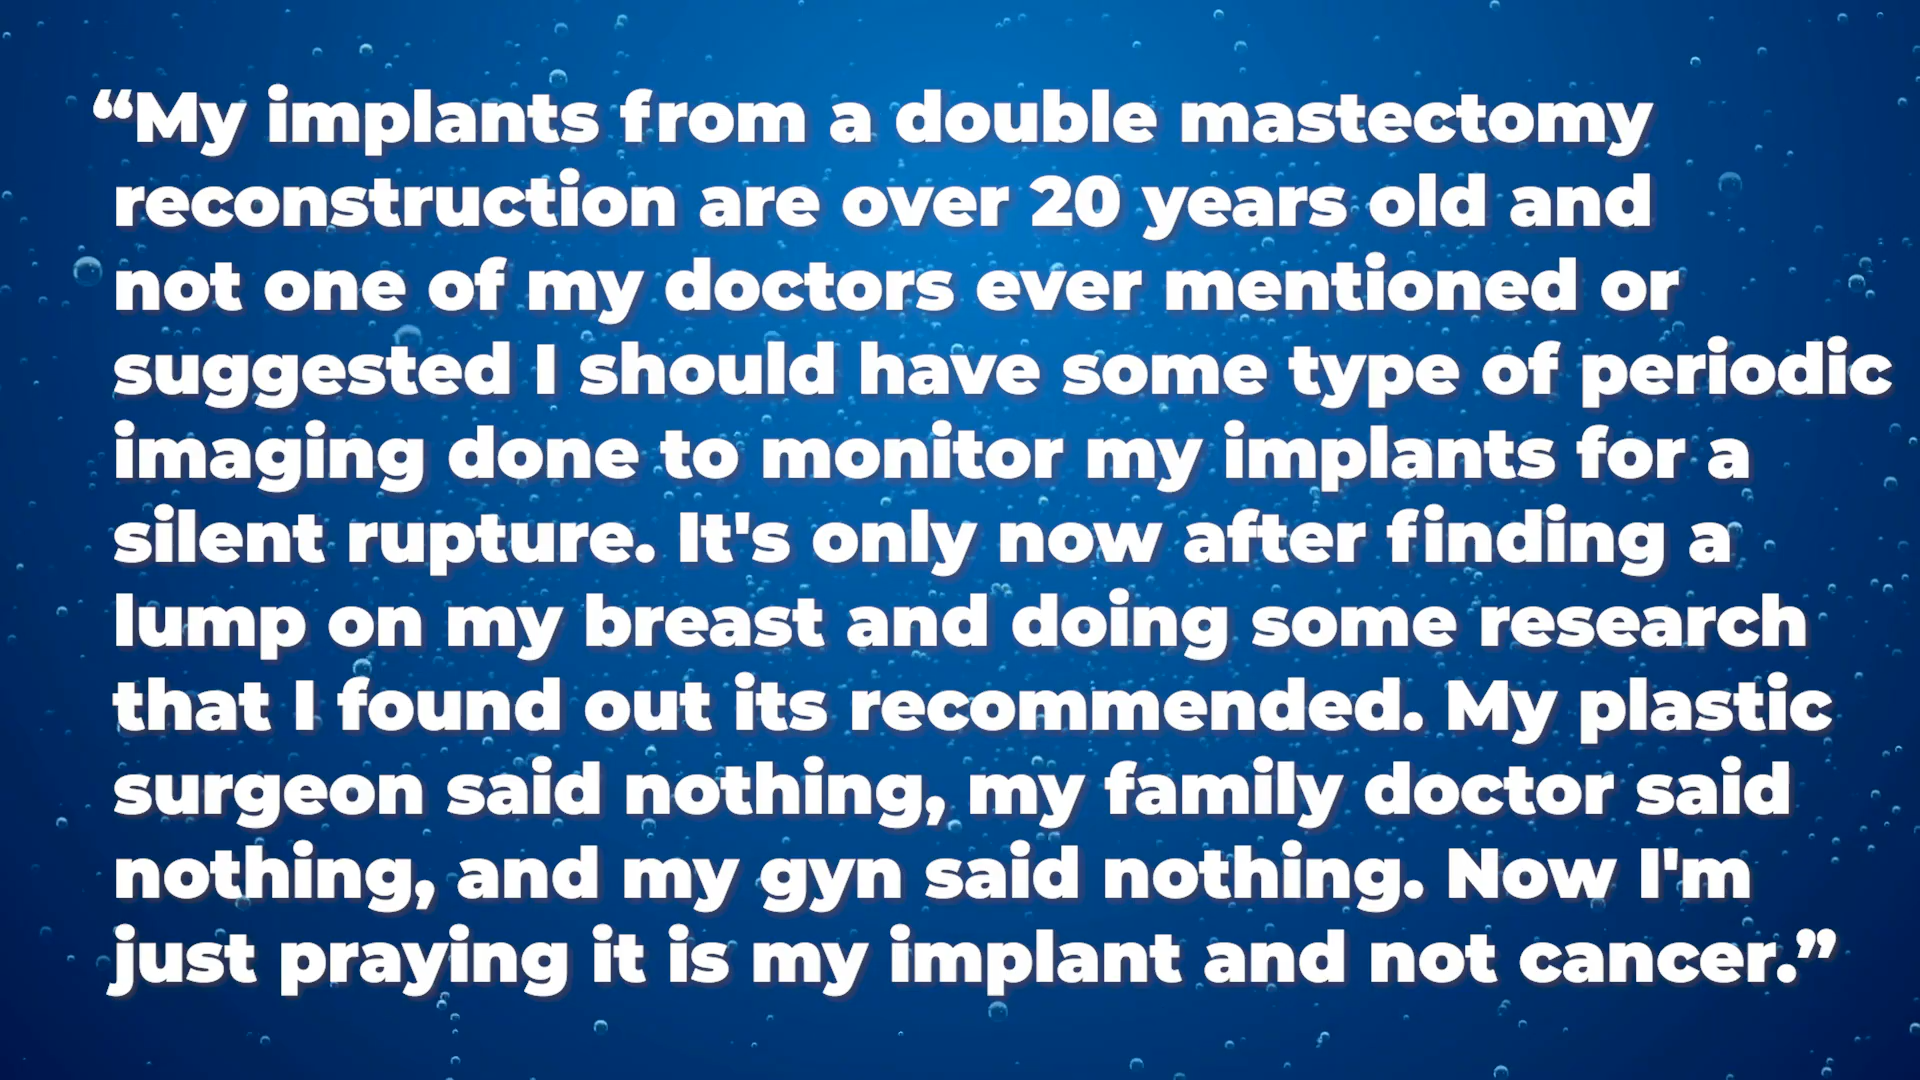 “My implants from a double mastectomy
reconstruction are over 20 years old and
not one of my doctors ever mentioned or
suggested I should have some type of periodic
imaging done to monitor my implants for a
silent rupture. It's only now after finding a
lump on my breast and doing some research
that I found out its recommended. My plastic
surgeon said nothing, my family doctor said
nothing, and my gyn said nothing. Now I'm
just praying it is my implant and not cancer.”